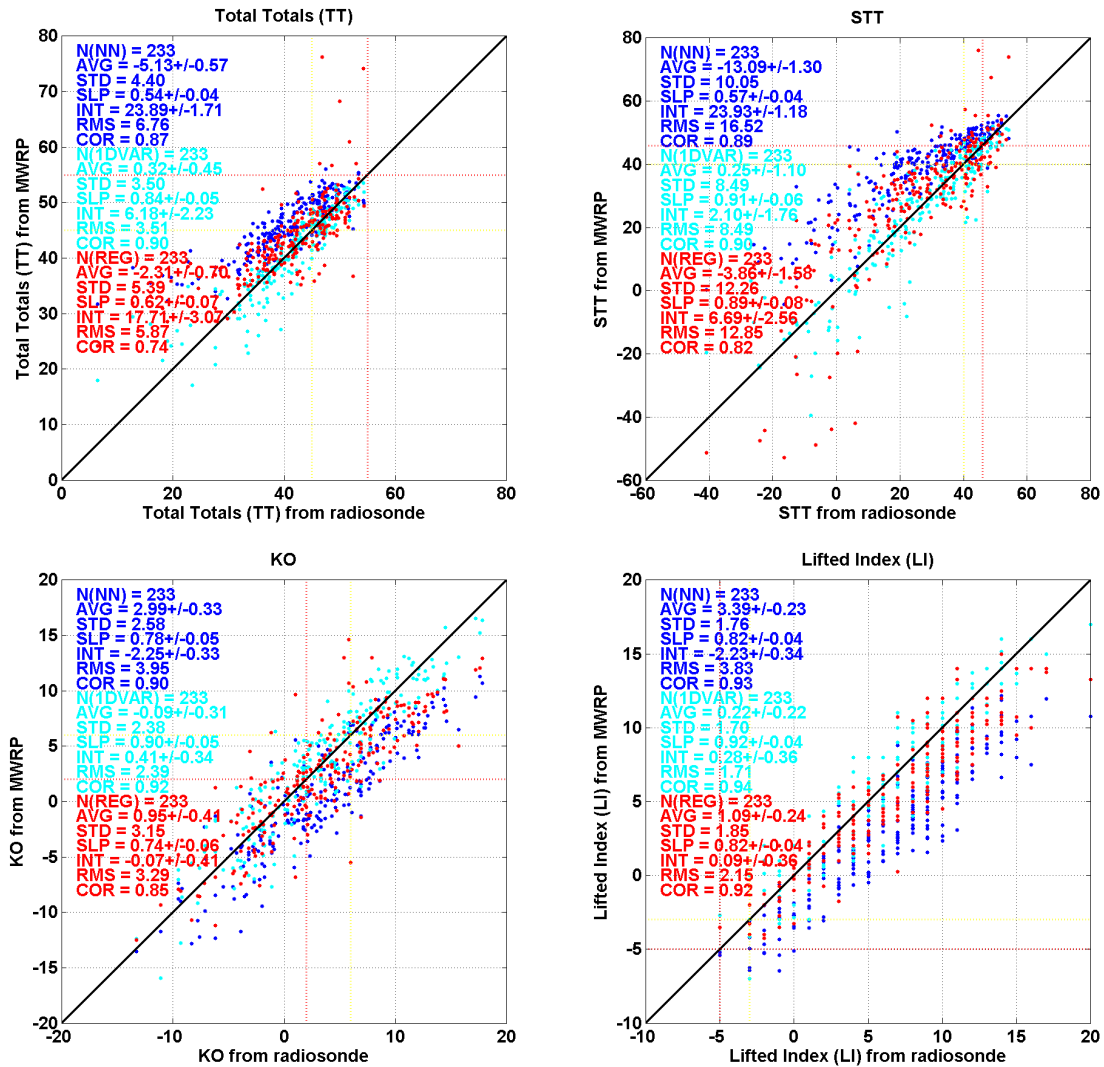 Total Totals (TT)
80
70
60
50
40
30
20
10
0
Total Totals (TT) from MWRP
N(NN) = 233
AVG = -5.13+/-0.57
STD = 4.40
SLP = 0.54+/-0.04
INT = 23.89+/-1.71
RMS = 6.76
COR = 0.87
N(1DVAR) = 233
AVG = 0.32+/-0.45
STD = 3.50
SLP = 0.84+/-0.05
INT = 6.18+/-2.23
RMS = 3.51
COR = 0.90
N(REG) = 233
AVG = -2.31+/-0.70
STD = 5.39
SLP = 0.62+/-0.07
INT = 17.71+/-3.07
RMS = 5.87
COR = 0.74
0 20 40 60 80
Total Totals (TT) from radiosonde
STT
80
60
40
20
0
-20
-40
-60
STT from MWRP
N(NN) = 233
AVG = -13.09+/-1.30
STD = 10.05
SLP = 0.57+/-0.04
INT = 23.93+/-1.18
RMS = 16.52
COR = 0.89
N(1DVAR) = 233
AVG = 0.25+/-1.10
STD = 8.49
SLP = 0.91+/-0.06
INT = 2.10+/-1.76
RMS = 8.49
COR = 0.90
N(REG) = 233
AVG = -3.86+/-1.58
STD = 12.26
SLP = 0.89+/-0.08
INT = 6.69+/-2.56
RMS = 12.85
COR = 0.82
-60 -40 -20 0 20 40 60 80
STT from radiosonde
KO
20
15
10
5
0
-5
-10
-15
-20
KO from MWRP
N(NN) = 233
AVG = 2.99+/-0.33
STD = 2.58
SLP = 0.78+/-0.05
INT = -2.25+/-0.33
RMS = 3.95
COR = 0.90
N(1DVAR) = 233
AVG = -0.09+/-0.31
STD = 2.38
SLP = 0.90+/-0.05
INT = 0.41+/-0.34
RMS = 2.39
COR = 0.92
N(REG) = 233
AVG = 0.95+/-0.41
STD = 3.15
SLP = 0.74+/-0.06
INT = -0.07+/-0.41
RMS = 3.29
COR = 0.85
-20 -10 0 10 20
KO from radiosonde
Lifted Index (LI)
20
15
10
5
0
-5
-10
Lifted Index (LI) from MWRP
N(NN) = 233
AVG = 3.39+/-0.23
STD = 1.76
SLP = 0.82+/-0.04
INT = -2.23+/-0.34
RMS = 3.83
COR = 0.93
N(1DVAR) = 233
AVG = 0.22+/-0.22
STD = 1.70
SLP = 0.92+/-0.04
INT = 0.28+/-0.36
RMS = 1.71
COR = 0.94
N(REG) = 233
AVG = 1.09+/-0.24
STD = 1.85
SLP = 0.82+/-0.04
INT = 0.09+/-0.36
RMS = 2.15
COR = 0.92
-10 -5 0 5 10 15 20
Lifted Index (LI) from radiosonde